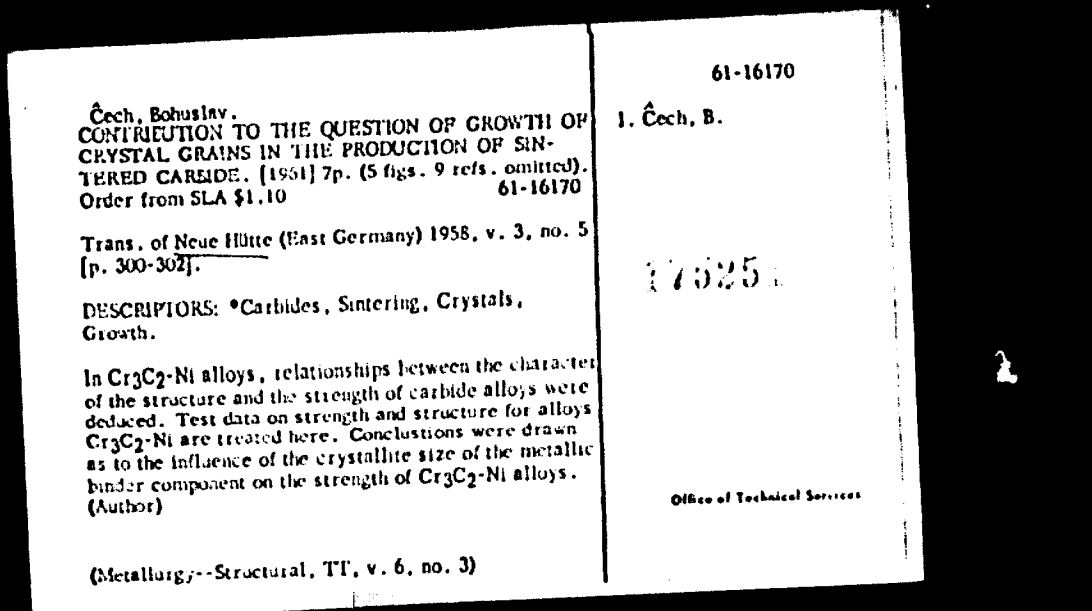 Ĉech, Bohuslav.
CONTRIBUTION TO THE QUESTION OF GROWTH OF
CRYSTAL GRAINS IN THE PRODUCTION OF SIN-
TERED CARBIDE. [1961] 7p. (5 figs. 9 refs. omitted).
Order from SLA $1.10 61-16170
Trans. of Neue Hütte (East Germany) 1958, v. 3, no. 5
[p. 300-302].
DESCRIPTORS: *Carbides, Sintering, Crystals,
Growth.
In Cr3C2-Ni alloys, relationships between the character
of the structure and the strength of carbide alloys were
deduced. Test data on strength and structure for alloys
Cr3C2-Ni are treated here. Conclustions were drawn
as to the influence of the crystallite size of the metallic
binder component on the strength of Cr3C2-Ni alloys.
(Author)
(Metallurgy--Structural, TT, v. 6, no. 3)
61-16170
1. Ĉech, B.
Office of Technical Services